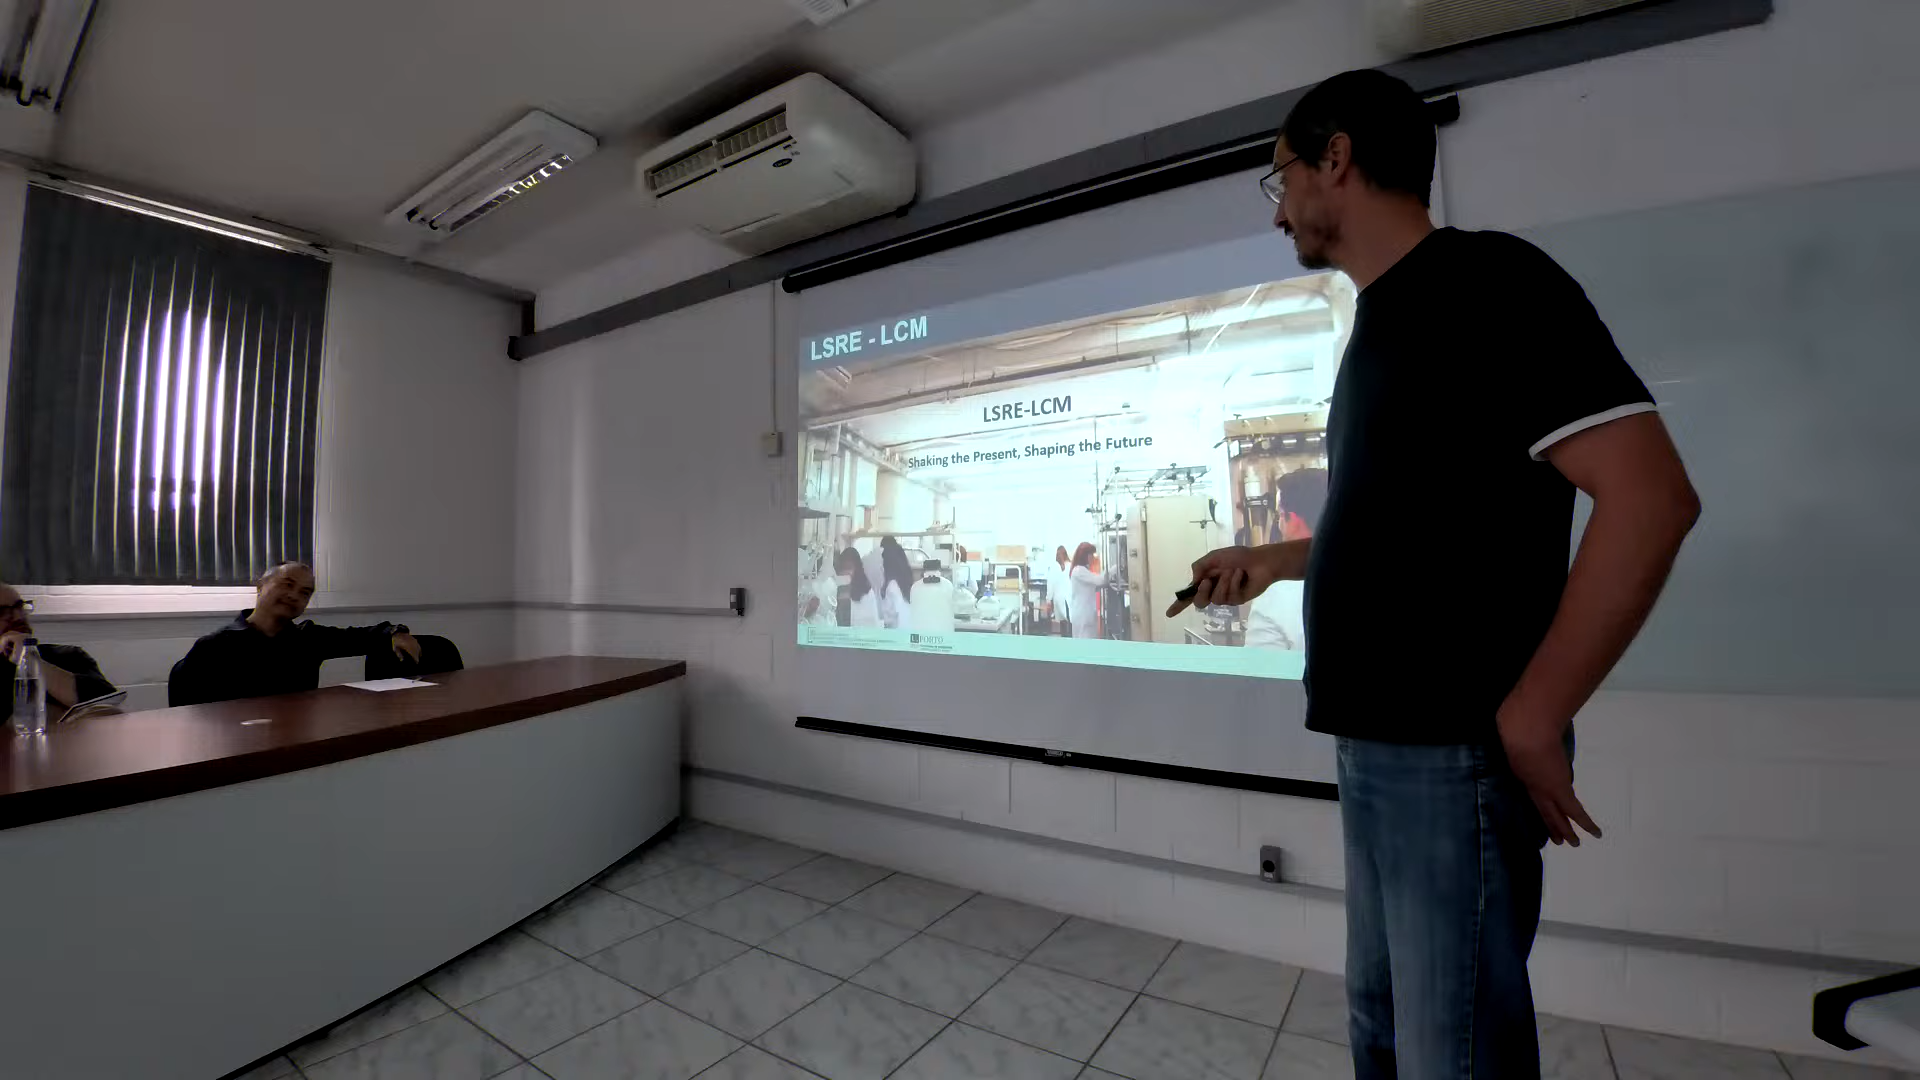 LSRE - LCM
LSRE-LCM
Shaking the Present, Shaping the Future
PORTO